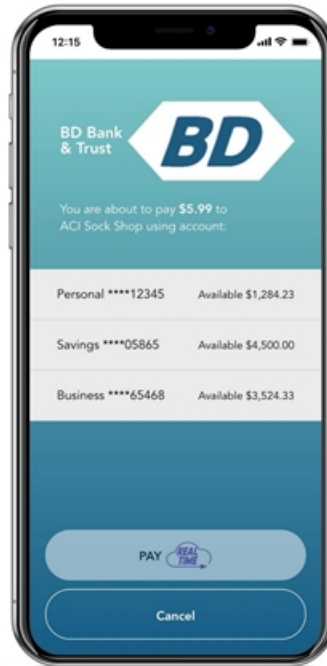 12:15
BD Bank
& Trust
BD
You are about to pay $5.99 to
ACI Sock Shop using account:
Personal ****12345 Available $1,284.23
Savings ****05865 Available $4,500.00
Business ****65468 Available $3,524.33
PAY REAL TIME
Cancel